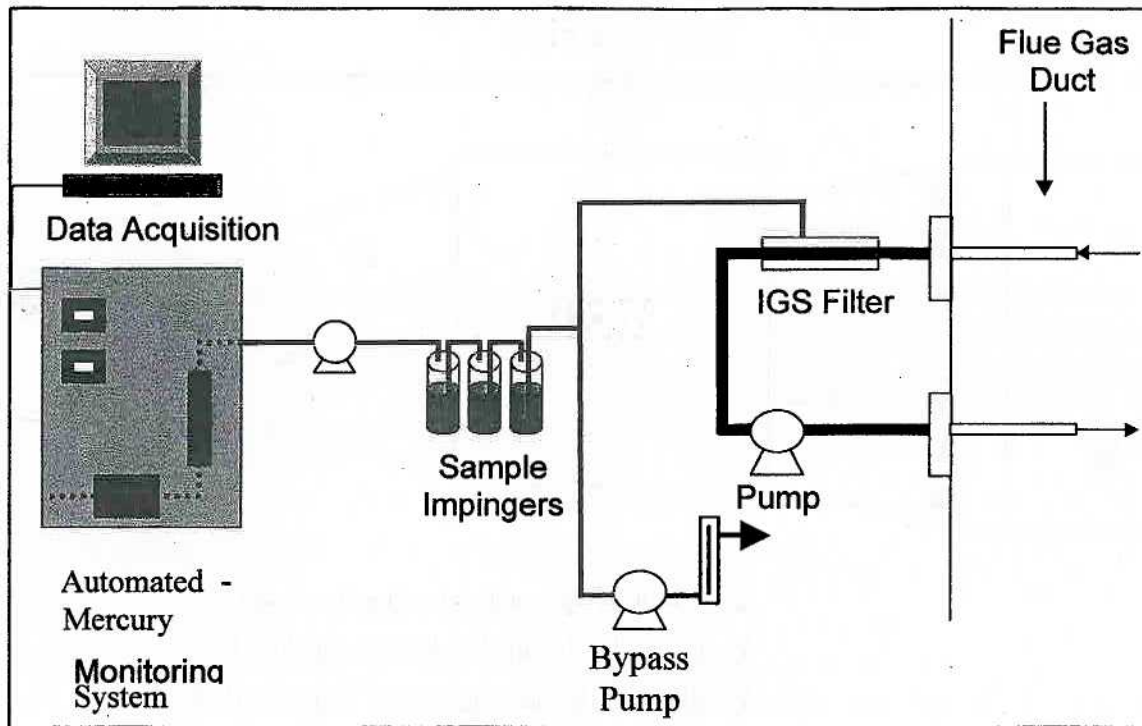 Flue Gas
Duct
Data Acquisition
IGS Filter
Sample
Impingers
Pump
Automated -
Mercury
Monitoring
System
Bypass
Pump